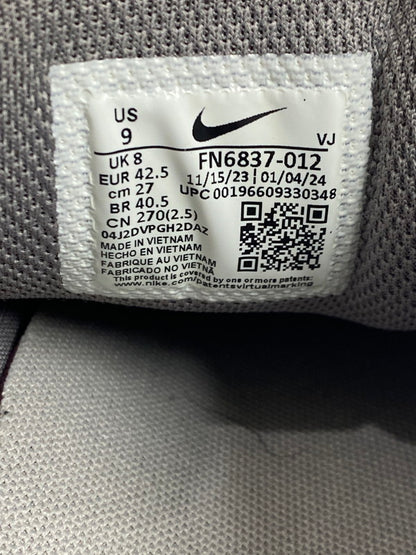 US
9
VJ
UK 8
FN6837-012
EUR 42.5
11/15/23 | 01/04/24
cm 27
UPC 00196609330348
BR 40.5
CN 270(2.5)
04J2DVPGH2DAZ
MADE IN VIETNAM
HECHO EN VIETNAM
FABRIQUE AU VIETNAM
FABRICADO NO VIETNÃ
This product is covered by one or more patents:
www.nike.com/patentsvirtualmarking